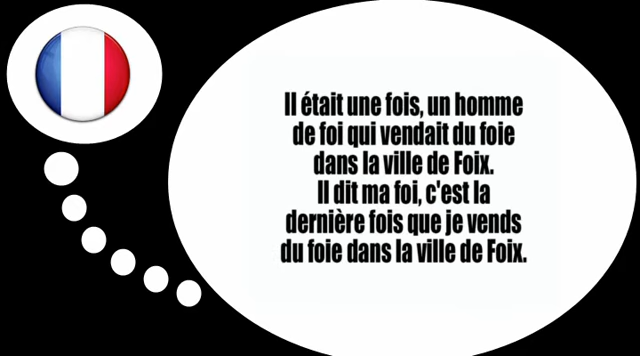 Il était une fois, un homme
de foi qui vendait du foie
dans la ville de Foix.
Il dit ma foi, c'est la
dernière fois que je vends
du foie dans la ville de Foix.